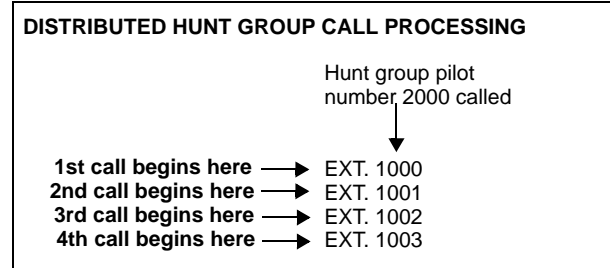 DISTRIBUTED HUNT GROUP CALL PROCESSING
Hunt group pilot
number 2000 called
1st call begins here EXT. 1000
2nd call begins here EXT. 1001
3rd call begins here EXT. 1002
4th call begins here EXT. 1003